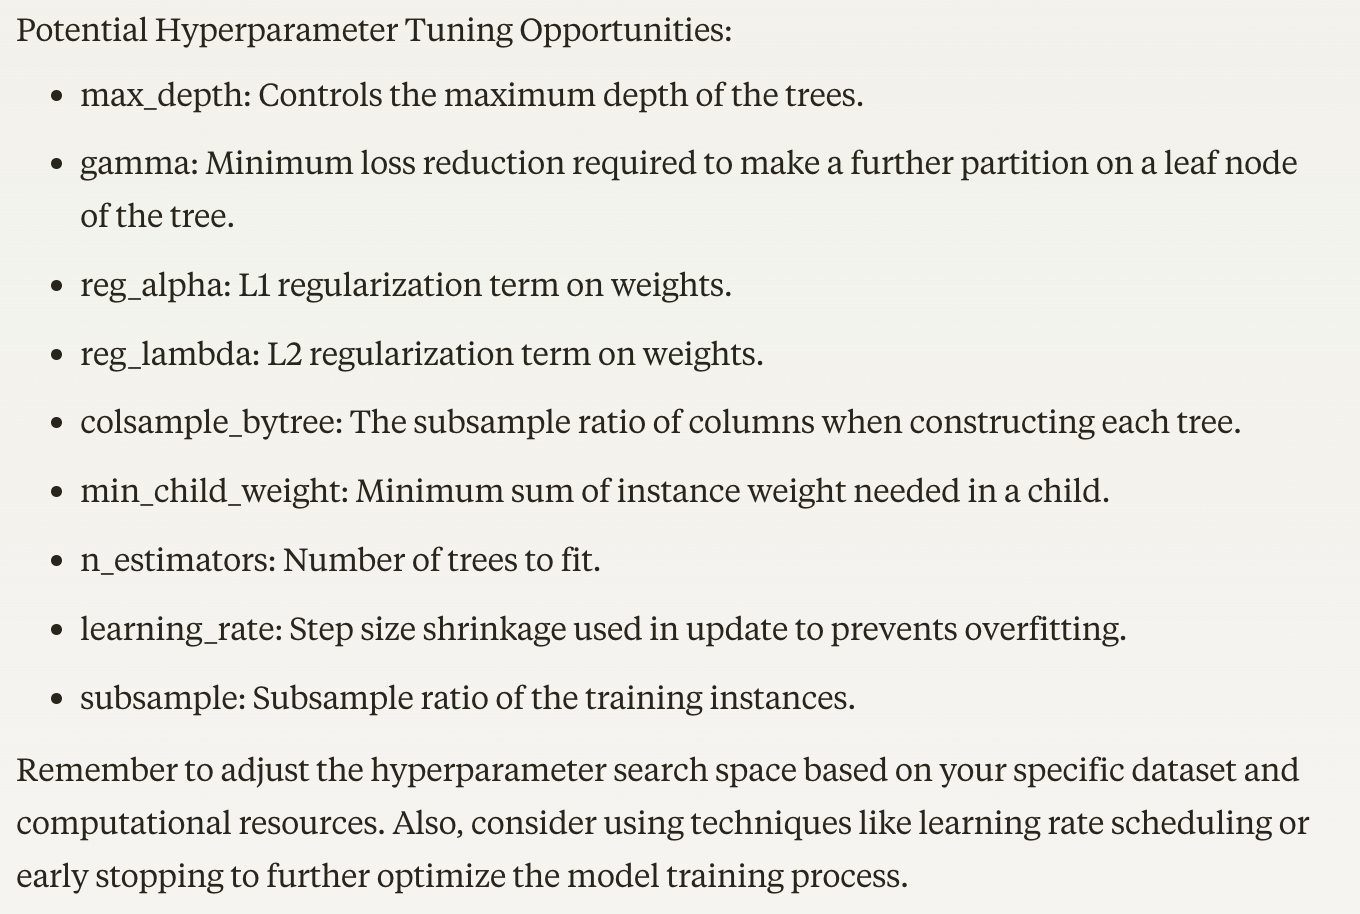 Potential Hyperparameter Tuning Opportunities:
• max_depth: Controls the maximum depth of the trees.
• gamma: Minimum loss reduction required to make a further partition on a leaf node
of the tree.
• reg_alpha: L1 regularization term on weights.
• reg_lambda: L2 regularization term on weights.
• colsample_bytree: The subsample ratio of columns when constructing each tree.
• min_child_weight: Minimum sum of instance weight needed in a child.
• n_estimators: Number of trees to fit.
• learning_rate: Step size shrinkage used in update to prevents overfitting.
• subsample: Subsample ratio of the training instances.
Remember to adjust the hyperparameter search space based on your specific dataset and
computational resources. Also, consider using techniques like learning rate scheduling or
early stopping to further optimize the model training process.